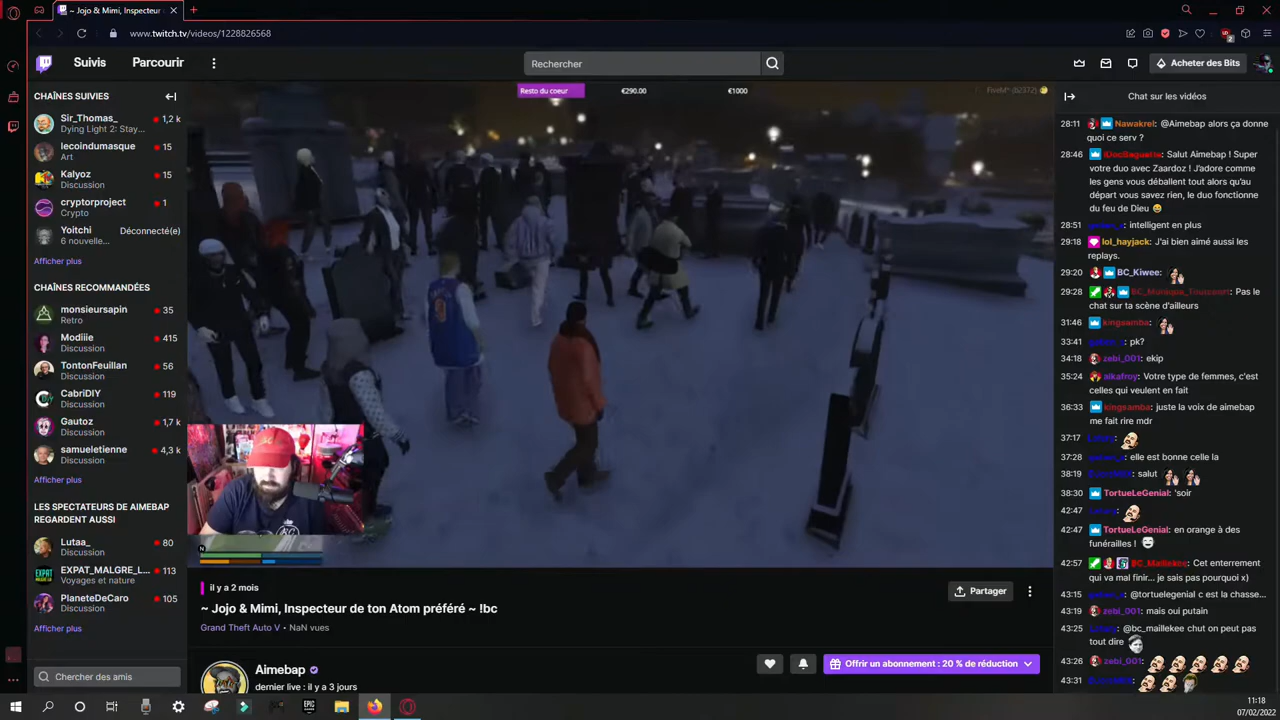 ~ Jojo & Mimi, Inspecteur
www.twitch.tv/videos/1228826568
2
Suivis
Parcourir
Rechercher
Acheter des Bits
CHAÎNES SUIVIES
Sir_Thomas_
1,2 k
Dying Light 2: Stay...
lecoindumasque
15
Art
Kalyoz
15
Discussion
cryptorproject
1
Crypto
Yoitchi
Déconnecté(e)
6 nouvelle...
Afficher plus
CHAÎNES RECOMMANDÉES
monsieursapin
35
Retro
Modiiie
415
Discussion
TontonFeuillan
56
Discussion
CabriDIY
119
Discussion
Gautoz
1,7 k
Discussion
samueletienne
4,3 k
Discussion
Afficher plus
LES SPECTATEURS DE AIMEBAP
REGARDENT AUSSI
Lutaa_
80
Discussion
EXPAT_MALGRE_L...
113
Voyages et nature
PlaneteDeCaro
105
Discussion
Afficher plus
Chercher des amis
Resto du coeur
€290.00
€1000
N
il y a 2 mois
~ Jojo & Mimi, Inspecteur de ton Atom préféré ~ !bc
Grand Theft Auto V • NaN vues
Partager
Aimebap
dernier live : il y a 3 jours
Offrir un abonnement : 20 % de réduction
Chat sur les vidéos
28:11 Nawakrel: @Aimebap alors ça donne
quoi ce serv ?
28:46 : Salut Aimebap ! Super
votre duo avec Zaardoz ! J'adore comme
les gens vous déballent tout alors qu'au
départ vous savez rien, le duo fonctionne
du feu de Dieu
28:51 : intelligent en plus
29:18 lol_hayjack: J'ai bien aimé aussi les
replays.
29:20 BC_Kiwee:
29:28 : Pas le
chat sur ta scène d'ailleurs
31:46 kingsamba:
33:41 : pk?
34:18 zebi_001: ekip
35:24 alkafroy: Votre type de femmes, c'est
celles qui veulent en fait
36:33 kingsamba: juste la voix de aimebap
me fait rire mdr
37:17
37:28 : elle est bonne celle la
38:19 : salut
38:30 TortueLeGenial: 'soir
42:47
42:47 TortueLeGenial: en orange à des
funérailles !
42:57 BC_Maillekee: Cet enterrement
qui va mal finir... je sais pas pourquoi x)
43:15 : @tortuelegenial c est la chasse...
43:19 zebi_001: mais oui putain
43:25 : @bc_maillekee chut on peut pas
tout dire
43:26 zebi_001:
43:31
EPIC
GAMES
11:18
07/02/2022